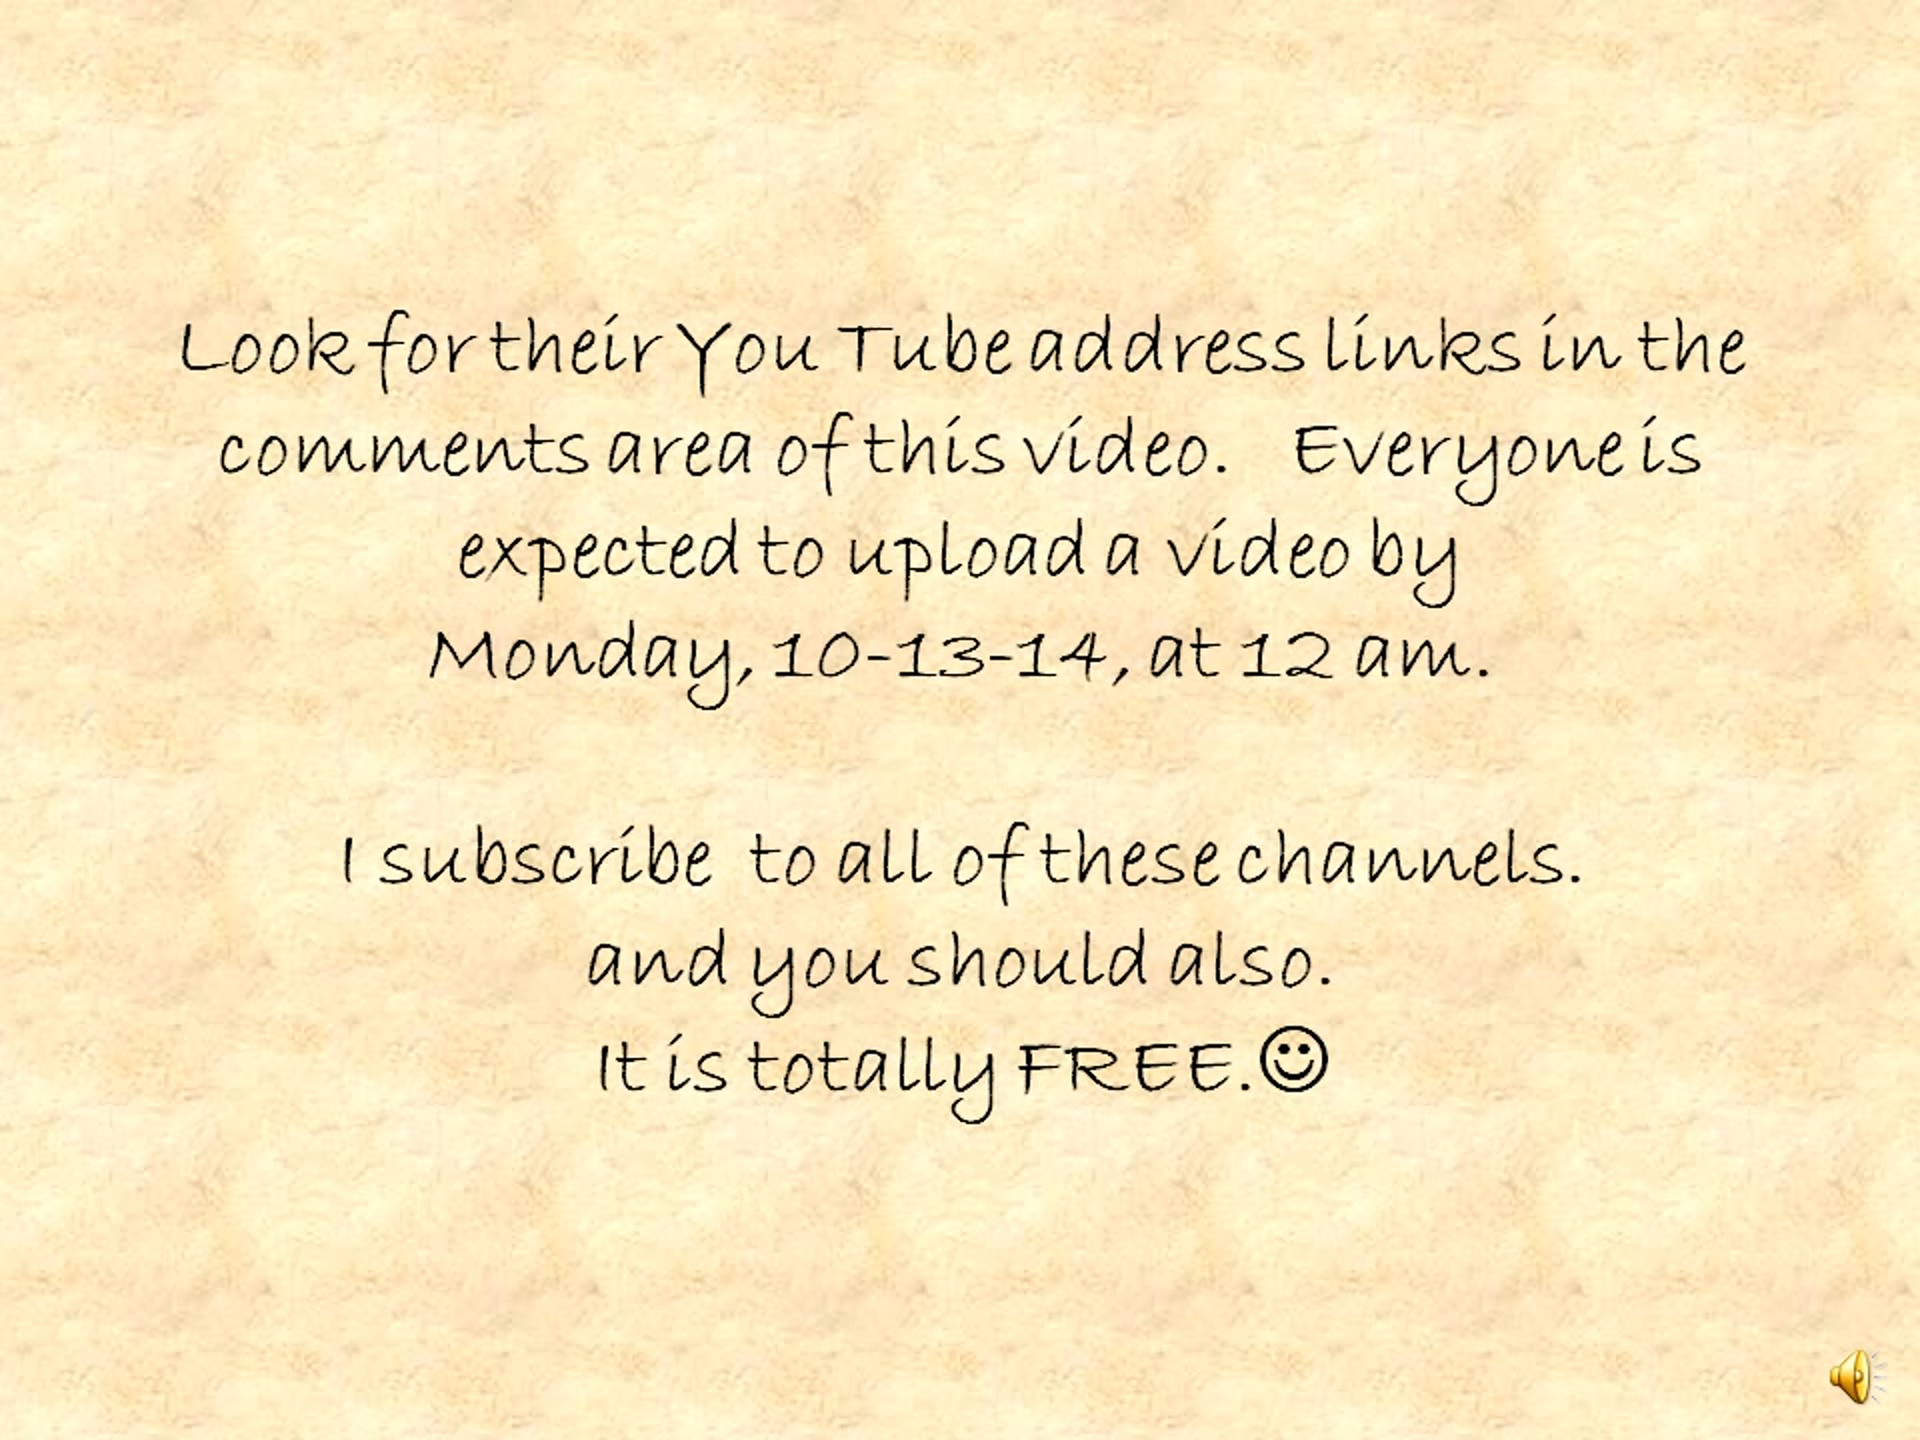 Look for their You Tube address links in the
comments area of this video. Everyone is
expected to upload a video by
Monday, 10-13-14, at 12 am.
I subscribe to all of these channels.
and you should also.
It is totally FREE.☺